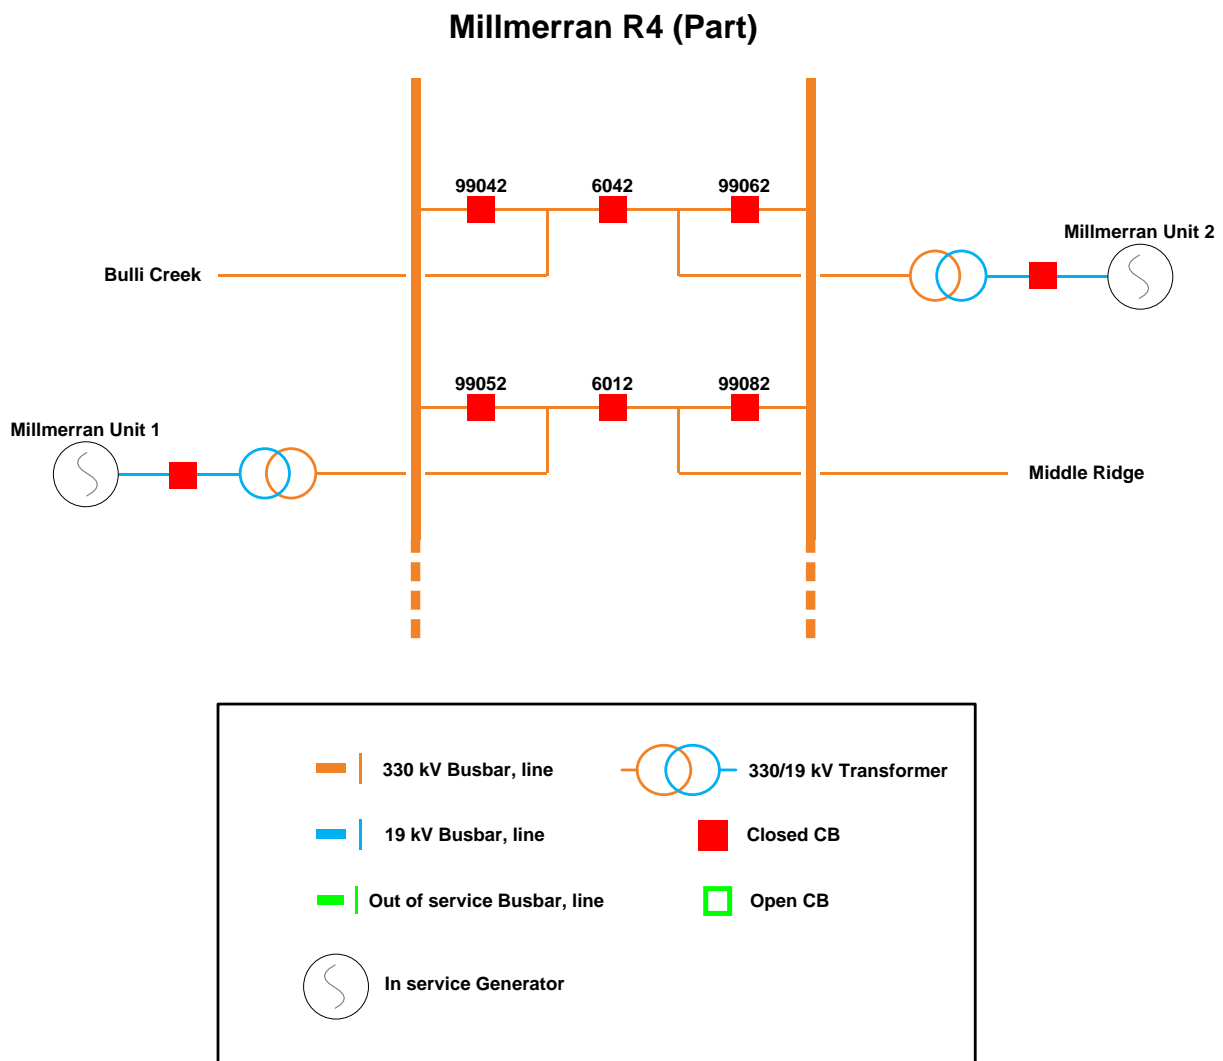 Millmerran R4 (Part)
99042
6042
99062
Millmerran Unit 2
Bulli Creek
99052
6012
99082
Millmerran Unit 1
Middle Ridge
330 kV Busbar, line
330/19 kV Transformer
19 kV Busbar, line
Closed CB
Out of service Busbar, line
Open CB
In service Generator